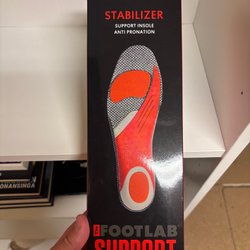 STABILIZER
SUPPORT INSOLE
ANTI PRONATION
FOOTLAB
SUPPORT